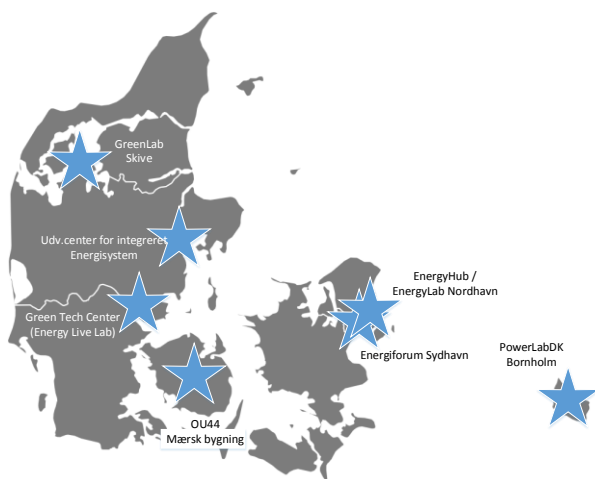 GreenLab
Skive
Udv.center for integreret
Energisystem
Green Tech Center
(Energy Live Lab)
OU44
Mærsk bygning
EnergyHub /
EnergyLab Nordhavn
Energiforum Sydhavn
PowerLabDK
Bornholm